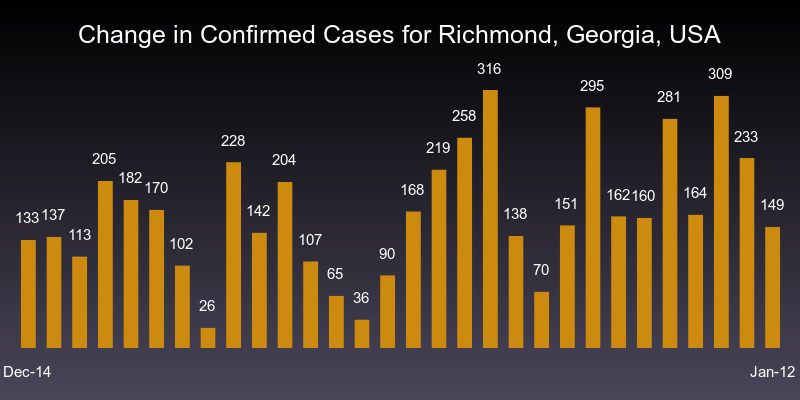 Change in Confirmed Cases for Richmond, Georgia, USA
133 137 113 205 182 170 102 26 228 142 204 107 65 36 90 168 219 258 316 138 70 151 295 162 160 281 164 309 233 149
Dec-14 Jan-12